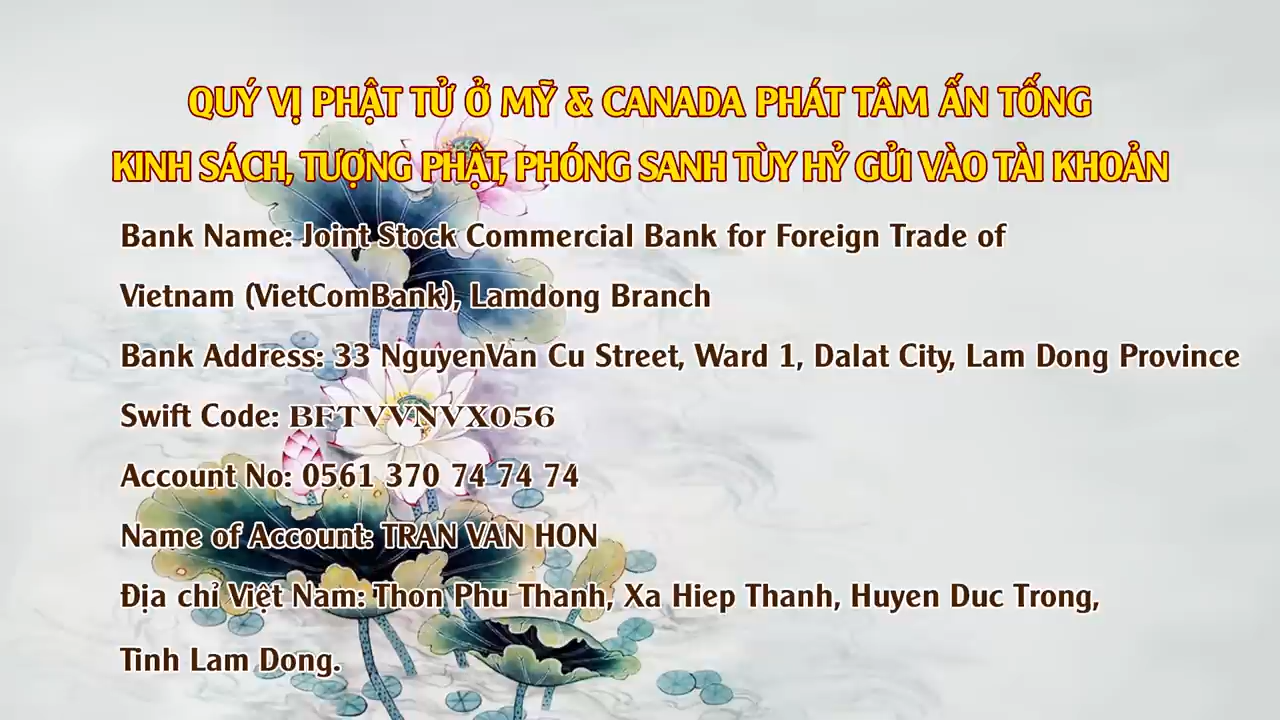 QUÝ VỊ PHẬT TỬ Ở MỸ & CANADA PHÁT TÂM ẤN TỐNG
KINH SÁCH, TƯỢNG PHẬT, PHÓNG SANH TÙY HỶ GỬI VÀO TÀI KHOẢN
Bank Name: Joint Stock Commercial Bank for Foreign Trade of
Vietnam (VietComBank), Lamdong Branch
Bank Address: 33 NguyenVan Cu Street, Ward 1, Dalat City, Lam Dong Province
Swift Code: BFTVVNVX056
Account No: 0561 370 74 74 74
Name of Account: TRAN VAN HON
Địa chỉ Việt Nam: Thon Phu Thanh, Xa Hiep Thanh, Huyen Duc Trong,
Tinh Lam Dong.